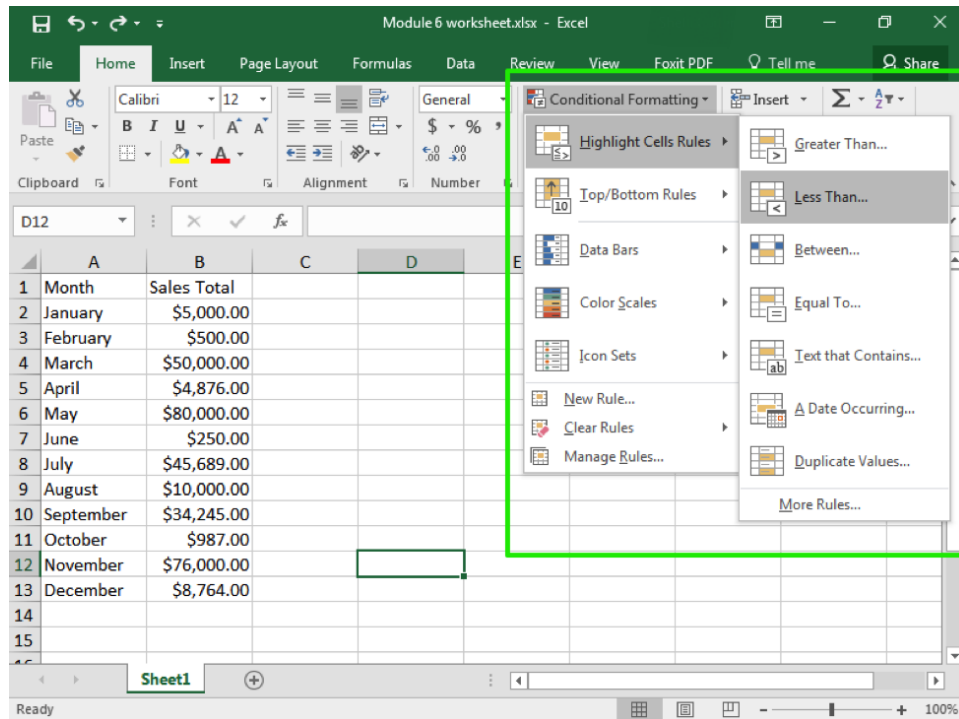 Module 6 worksheet.xlsx - Excel
File Home Insert Page Layout Formulas Data Review View Foxit PDF Tell me Share
Paste
Calibri 12
B I U A A A
General
$ % ,
Clipboard Font Alignment Number
Conditional Formatting
Insert
Highlight Cells Rules
Top/Bottom Rules
Data Bars
Color Scales
Icon Sets
New Rule...
Clear Rules
Manage Rules...
Greater Than...
Less Than...
Between...
Equal To...
Text that Contains...
A Date Occurring...
Duplicate Values...
More Rules...
D12 fx
A B C D E
1 Month Sales Total
2 January $5,000.00
3 February $500.00
4 March $50,000.00
5 April $4,876.00
6 May $80,000.00
7 June $250.00
8 July $45,689.00
9 August $10,000.00
10 September $34,245.00
11 October $987.00
12 November $76,000.00
13 December $8,764.00
14
15
Sheet1
Ready 100%